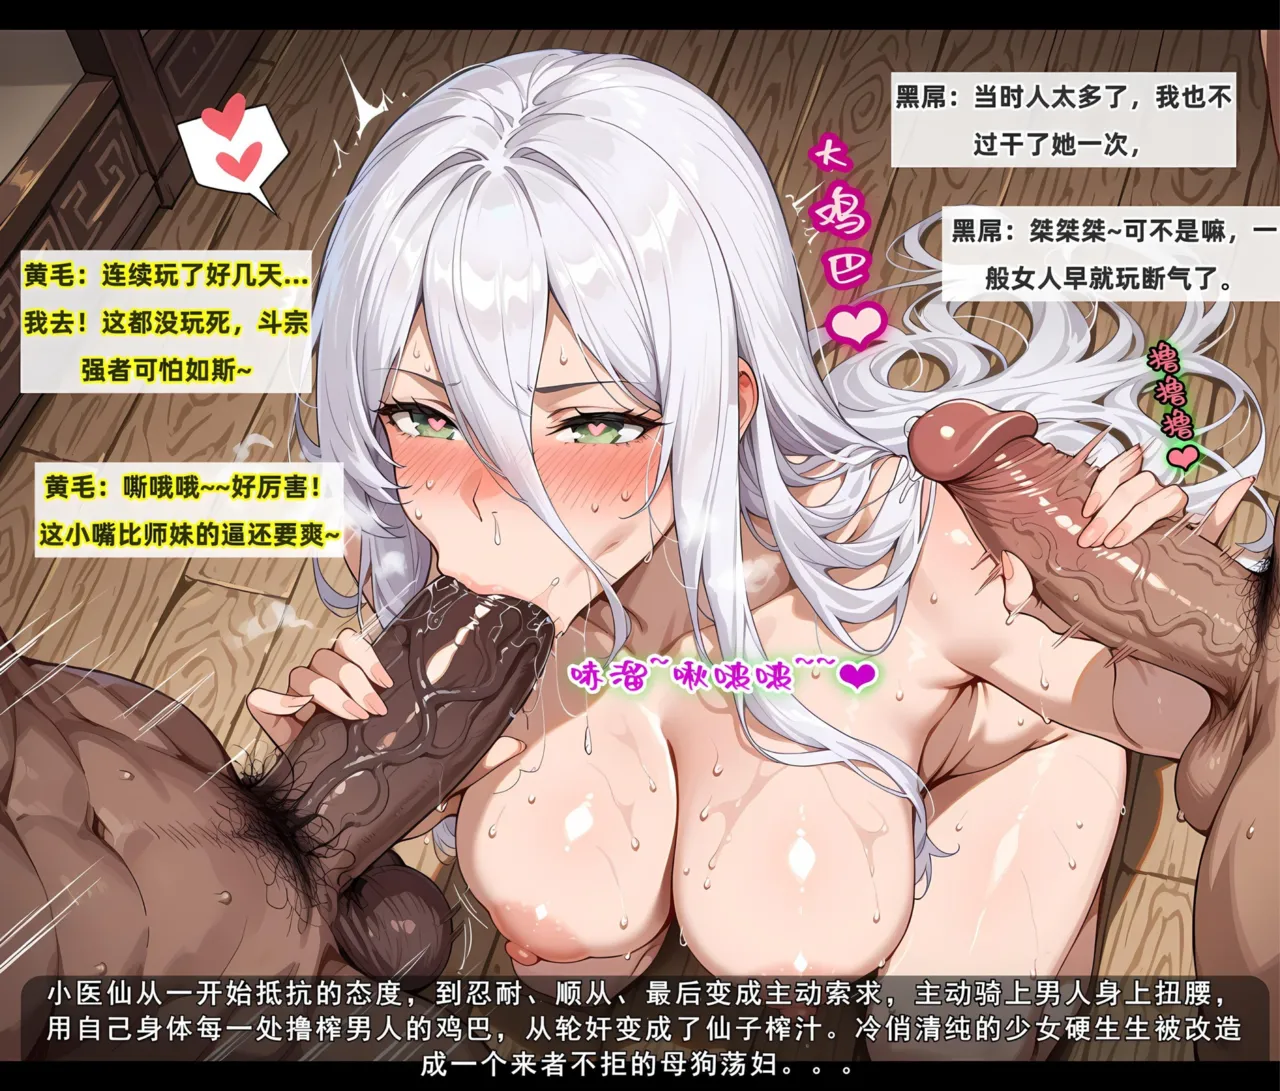 黑屌：当时人太多了，我也不
过干了她一次，
大鸡巴
黑屌：桀桀桀~可不是嘛，一
般女人早就玩断气了。
黄毛：连续玩了好几天...
我去！这都没玩死，斗宗
强者可怕如斯~
撸撸撸
黄毛：嘶哦哦~~好厉害！
这小嘴比师妹的逼还要爽~
哧溜~啾啵啵~~
小医仙从一开始抵抗的态度，到忍耐、顺从、最后变成主动索求，主动骑上男人身上扭腰，
用自己身体每一处撸榨男人的鸡巴，从轮奸变成了仙子榨汁。冷俏清纯的少女硬生生被改造
成一个来者不拒的母狗荡妇。。。